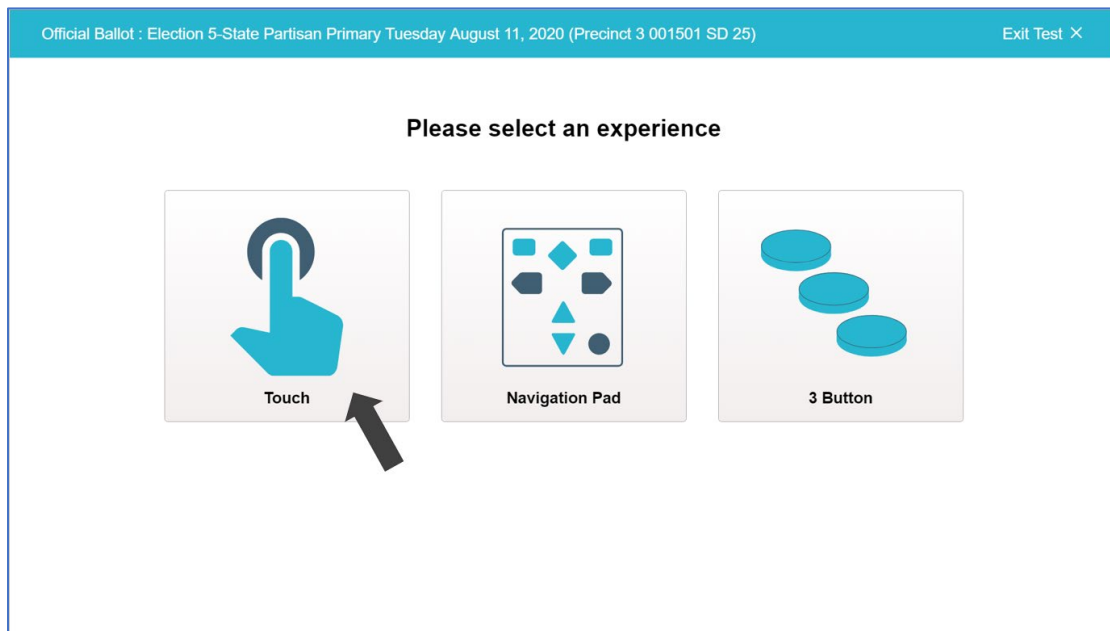 Official Ballot : Election 5-State Partisan Primary Tuesday August 11, 2020 (Precinct 3 001501 SD 25)
Exit Test ×
Please select an experience
Touch
Navigation Pad
3 Button